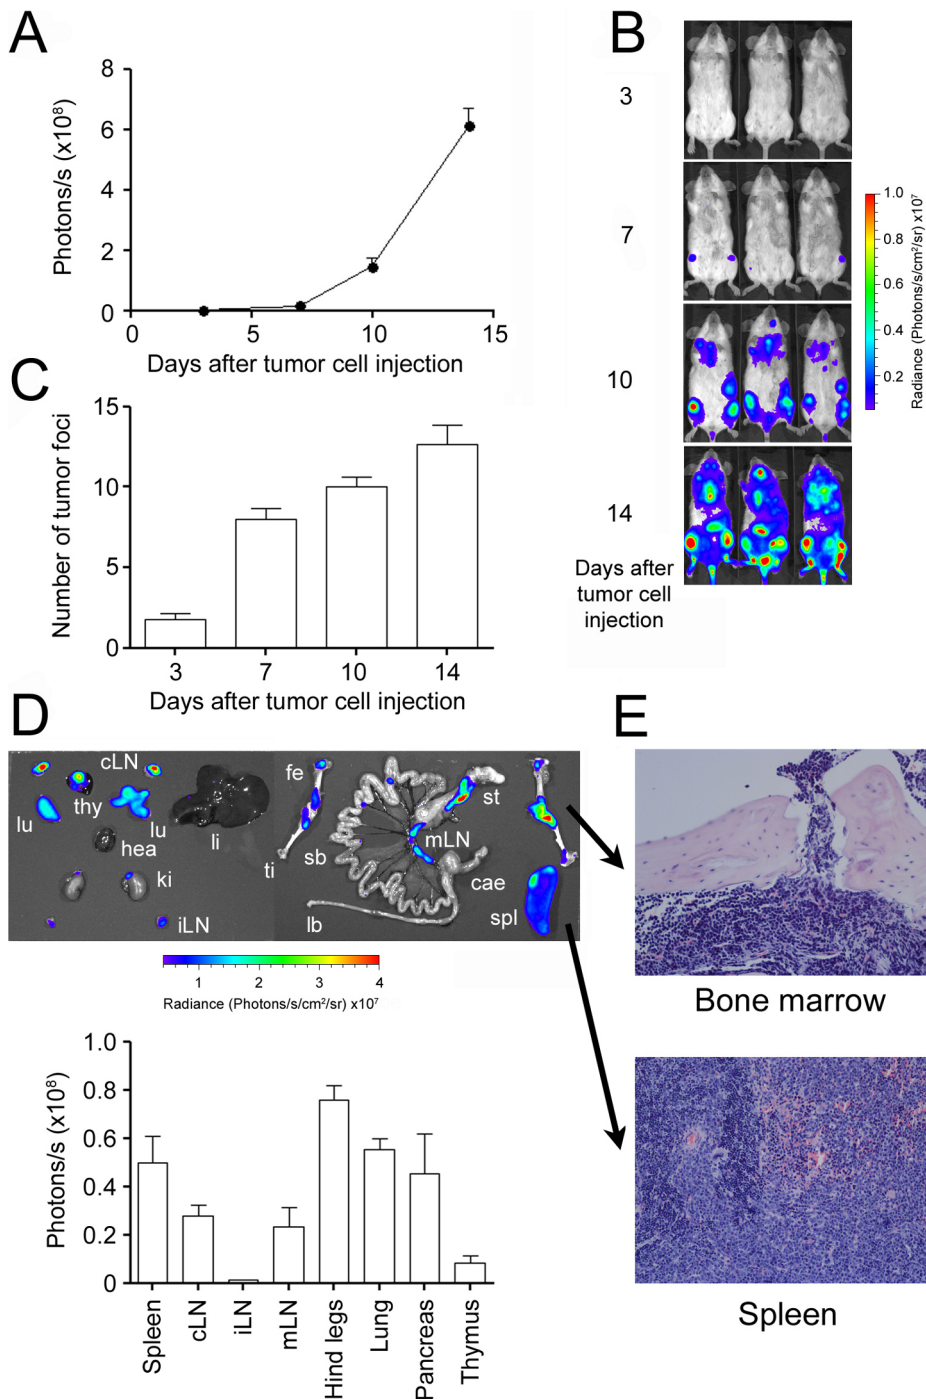 A
Photons/s (x10⁸)
8
6
4
2
0
0 5 10 15
Days after tumor cell injection
B
3
7
10
14
Days after
tumor cell
injection
1.0
0.8
0.6
0.4
0.2
Radiance (Photons/s/cm²/sr) x10⁷
C
Number of tumor foci
15
10
5
0
3 7 10 14
Days after tumor cell injection
D
cLN
thy
lu
lu
li
hea
ki
iLN
fe
ti
sb
lb
st
mLN
cae
spl
1 2 3 4
Radiance (Photons/s/cm²/sr) x10⁷
Photons/s (x10⁸)
1.0
0.8
0.6
0.4
0.2
0
Spleen
cLN
iLN
mLN
Hind legs
Lung
Pancreas
Thymus
E
Bone marrow
Spleen